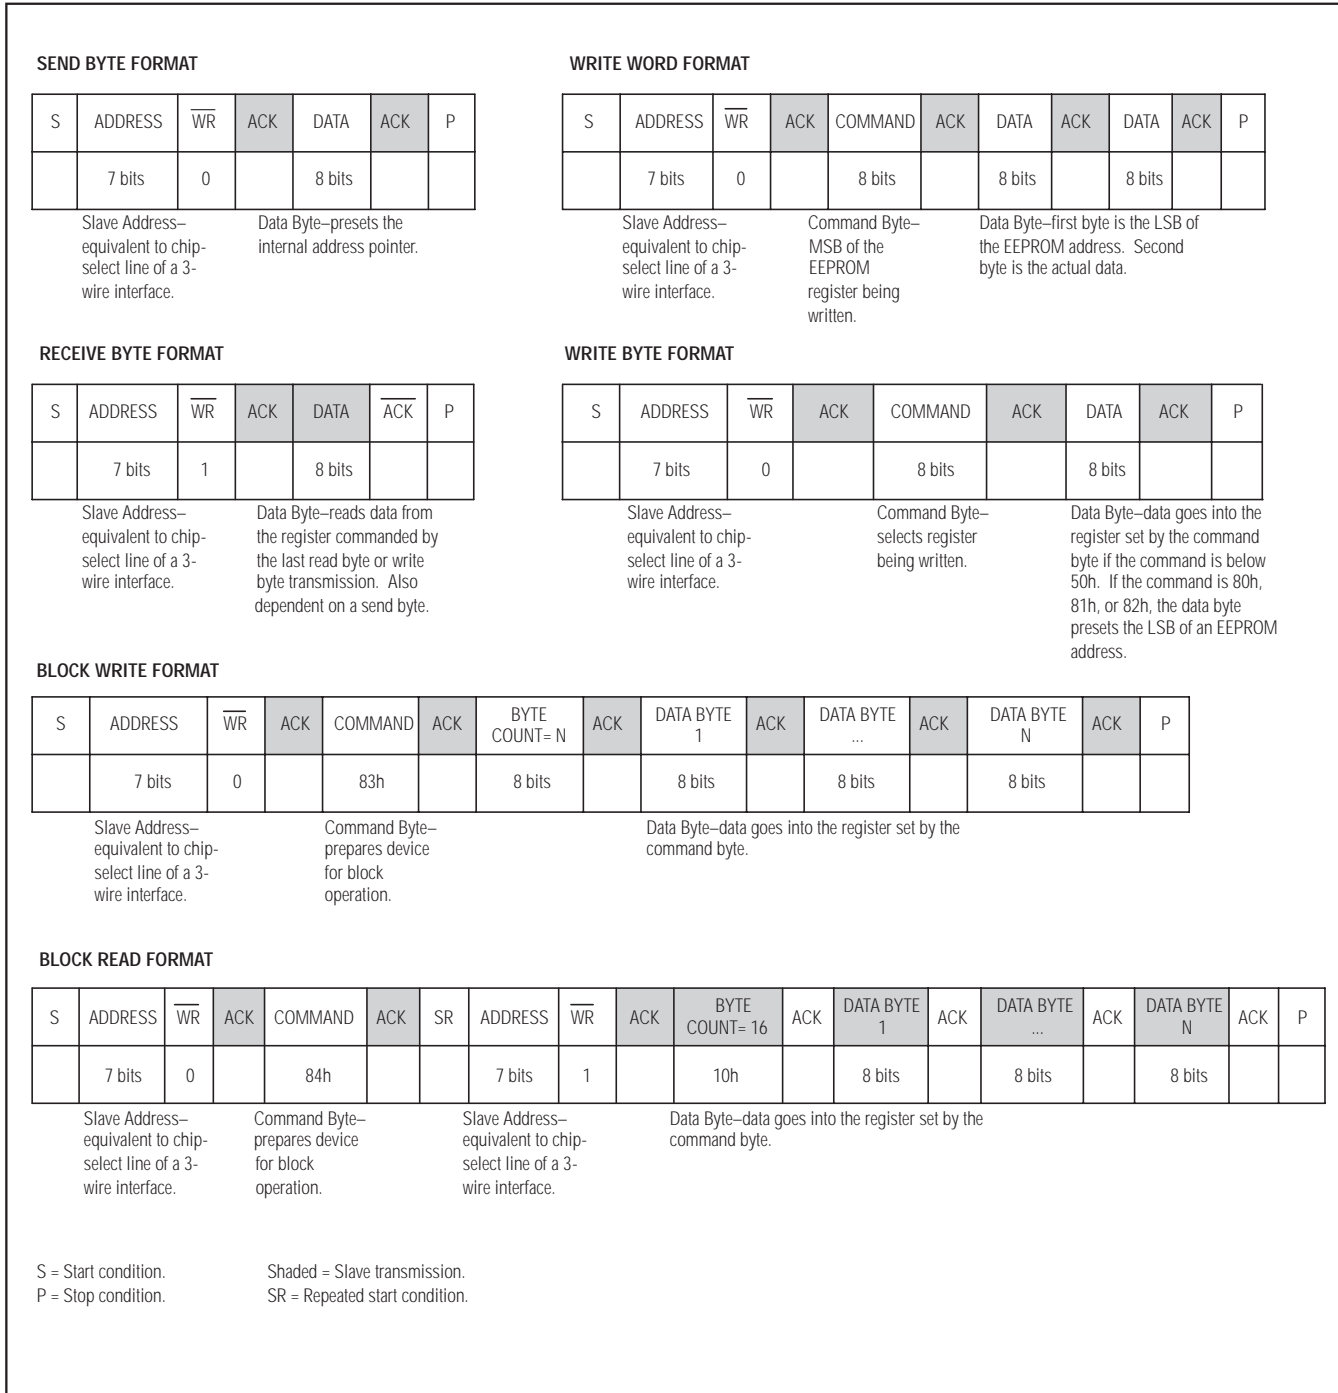 SEND BYTE FORMAT
S ADDRESS WR ACK DATA ACK P
7 bits 0 8 bits
Slave Address–
equivalent to chip-
select line of a 3-
wire interface.
Data Byte–presets the
internal address pointer.
WRITE WORD FORMAT
S ADDRESS WR ACK COMMAND ACK DATA ACK DATA ACK P
7 bits 0 8 bits 8 bits 8 bits
Slave Address–
equivalent to chip-
select line of a 3-
wire interface.
Command Byte–
MSB of the
EEPROM
register being
written.
Data Byte–first byte is the LSB of
the EEPROM address. Second
byte is the actual data.
RECEIVE BYTE FORMAT
S ADDRESS WR ACK DATA ACK P
7 bits 1 8 bits
Slave Address–
equivalent to chip-
select line of a 3-
wire interface.
Data Byte–reads data from
the register commanded by
the last read byte or write
byte transmission. Also
dependent on a send byte.
WRITE BYTE FORMAT
S ADDRESS WR ACK COMMAND ACK DATA ACK P
7 bits 0 8 bits 8 bits
Slave Address–
equivalent to chip-
select line of a 3-
wire interface.
Command Byte–
selects register
being written.
Data Byte–data goes into the
register set by the command
byte if the command is below
50h. If the command is 80h,
81h, or 82h, the data byte
presets the LSB of an EEPROM
address.
BLOCK WRITE FORMAT
S ADDRESS WR ACK COMMAND ACK BYTE COUNT= N ACK DATA BYTE 1 ACK DATA BYTE ... ACK DATA BYTE N ACK P
7 bits 0 83h 8 bits 8 bits 8 bits 8 bits
Slave Address–
equivalent to chip-
select line of a 3-
wire interface.
Command Byte–
prepares device
for block
operation.
Data Byte–data goes into the register set by the
command byte.
BLOCK READ FORMAT
S ADDRESS WR ACK COMMAND ACK SR ADDRESS WR ACK BYTE COUNT= 16 ACK DATA BYTE 1 ACK DATA BYTE ... ACK DATA BYTE N ACK P
7 bits 0 84h 7 bits 1 10h 8 bits 8 bits 8 bits
Slave Address–
equivalent to chip-
select line of a 3-
wire interface.
Command Byte–
prepares device
for block
operation.
Slave Address–
equivalent to chip-
select line of a 3-
wire interface.
Data Byte–data goes into the register set by the
command byte.
S = Start condition.
P = Stop condition.
Shaded = Slave transmission.
SR = Repeated start condition.